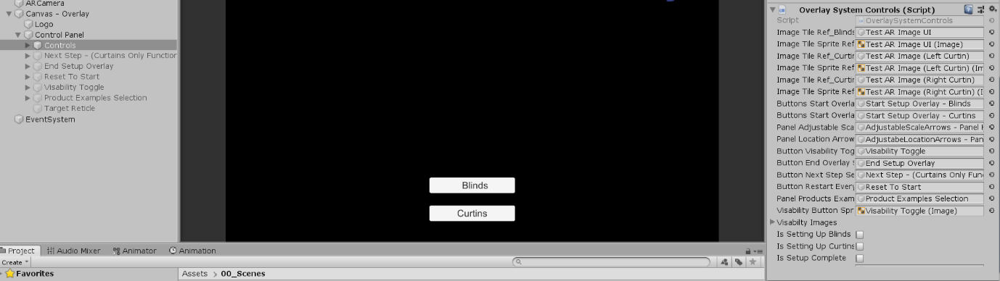 ARCamera
Canvas - Overlay
Logo
Control Panel
Controls
Next Step - (Curtains Only Function
End Setup Overlay
Reset To Start
Visability Toggle
Product Examples Selection
Target Reticle
EventSystem
Blinds
Curtins
Overlay System Controls (Script)
Script OverlaySystemControls
Image Tile Ref_Blinds Test AR Image UI
Image Tile Sprite Ref Test AR Image UI (Image)
Image Tile Ref_Curtin Test AR Image (Left Curtin)
Image Tile Sprite Ref Test AR Image (Left Curtin) (Im
Image Tile Ref_Curtin Test AR Image (Right Curtin)
Image Tile Sprite Ref Test AR Image (Right Curtin) (I
Buttons Start Overla Start Setup Overlay - Blinds
Buttons Start Overla Start Setup Overlay - Curtins
Panel Adjustable Sca AdjustableScaleArrows - Panel
Panel Location Arrow AdjustabeLocationArrows - Pan
Button Visability Tog Visability Toggle
Button End Overlay S End Setup Overlay
Button Next Step Se Next Step - (Curtains Only Fun
Button Restart Every Reset To Start
Panel Products Exam Product Examples Selection
Visability Button Spr Visability Toggle (Image)
Visabilty Images
Is Setting Up Blinds
Is Setting Up Curtins
Is Setup Complete
Project Audio Mixer Animator Animation
Create
Favorites
Assets > 00_Scenes